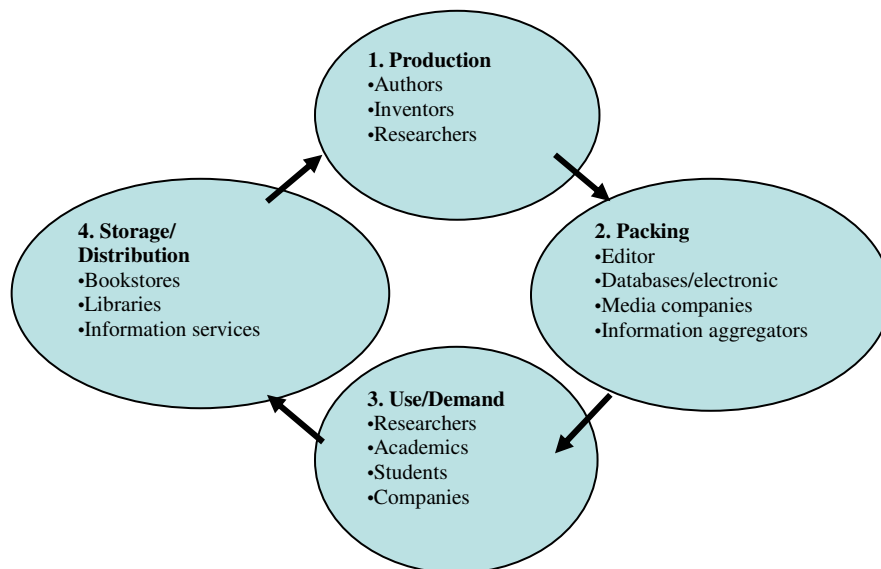 1. Production
•Authors
•Inventors
•Researchers
2. Packing
•Editor
•Databases/electronic
•Media companies
•Information aggregators
3. Use/Demand
•Researchers
•Academics
•Students
•Companies
4. Storage/
Distribution
•Bookstores
•Libraries
•Information services